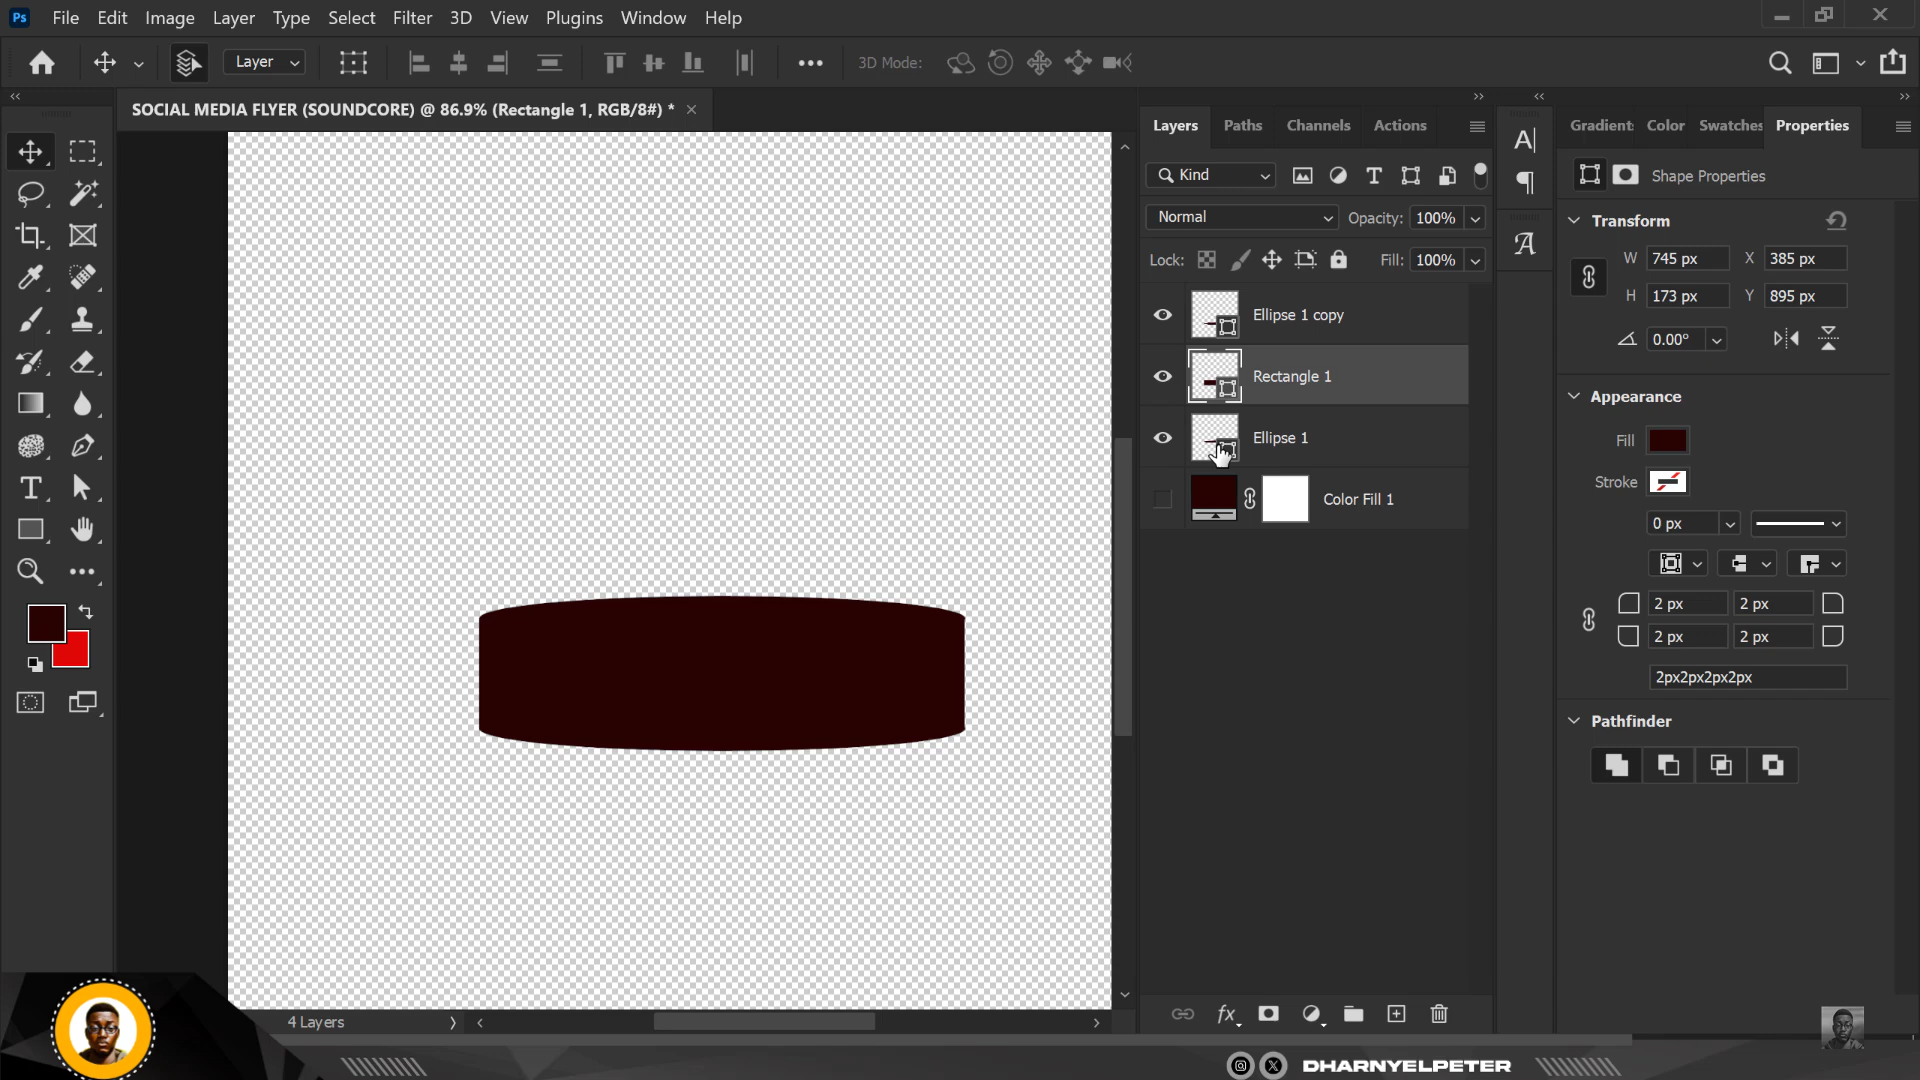 Ps File Edit Image Layer Type Select Filter 3D View Plugins Window Help
Layer 3D Mode:
SOCIAL MEDIA FLYER (SOUNDCORE) @ 86.9% (Rectangle 1, RGB/8#) *
Layers Paths Channels Actions
Gradient Color Swatches Properties
Kind
Shape Properties
Normal Opacity: 100%
Transform
Lock: Fill: 100%
W 745 px X 385 px
H 173 px Y 895 px
0.00°
Ellipse 1 copy
Rectangle 1
Ellipse 1
Color Fill 1
Appearance
Fill
Stroke
0 px
2 px 2 px
2 px 2 px
2px2px2px2px
Pathfinder
4 Layers
fx
DHARNYELPETER